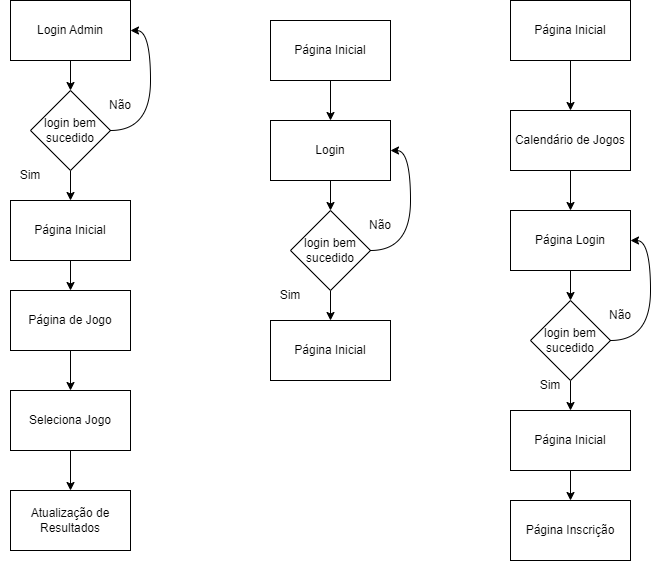 Login Admin
Não
login bem
sucedido
Sim
Página Inicial
Página de Jogo
Seleciona Jogo
Atualização de
Resultados
Página Inicial
Login
Não
login bem
sucedido
Sim
Página Inicial
Página Inicial
Calendário de Jogos
Página Login
Não
login bem
sucedido
Sim
Página Inicial
Página Inscrição